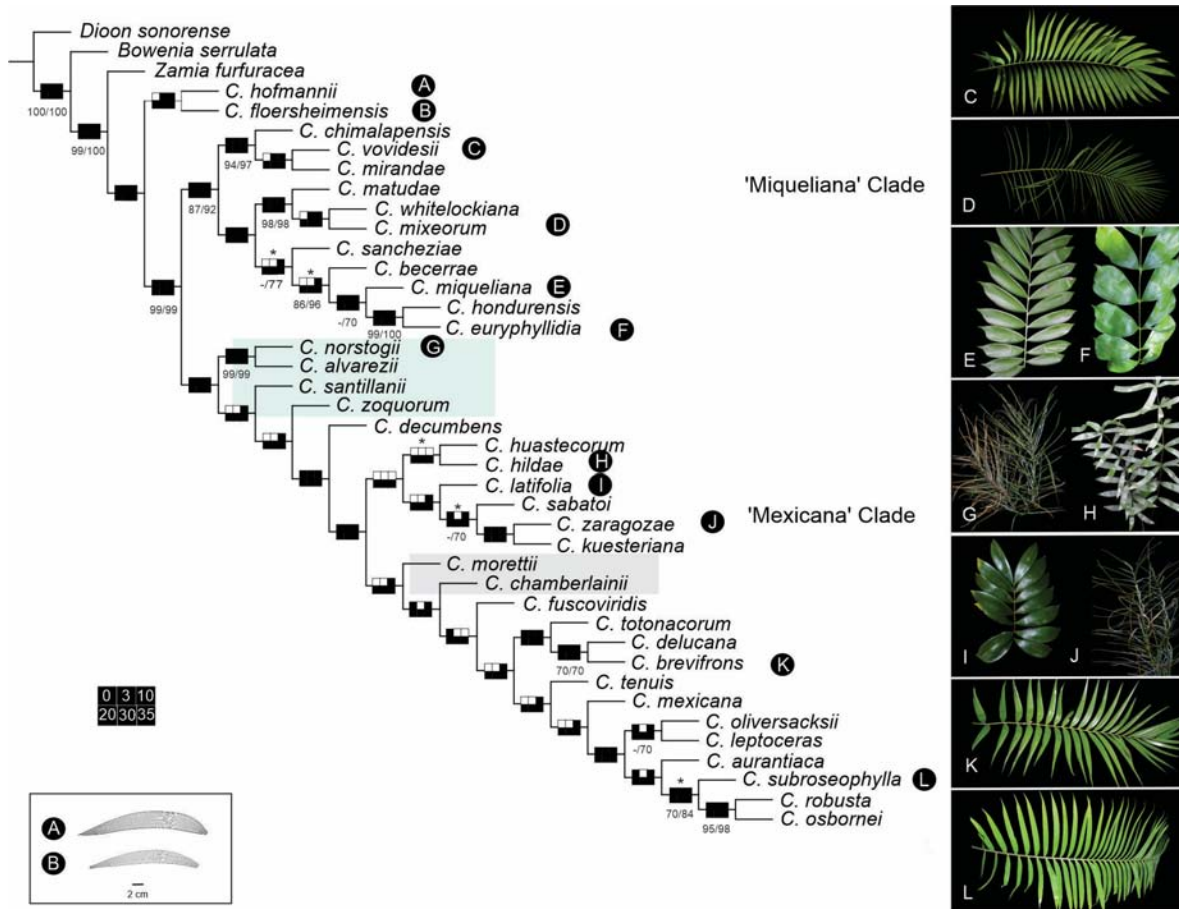 Dioon sonorense
Bowenia serrulata
Zamia furfuracea
C. hofmannii A
100/100
C. floersheimensis B
99/100
C. chimalapensis
C. vovidesii C
94/97
C. mirandae
87/92
C. matudae
C. whitelockiana
98/98
C. mixeorum D
C. sancheziae
*
-/77
C. becerrae
*
86/96
C. miqueliana E
-/70
C. hondurensis
99/100
C. euryphyllidia F
99/99
C. norstogii G
99/99
C. alvarezii
C. santillanii
C. zoquorum
C. decumbens
C. huastecorum
*
C. hildae H
C. latifolia I
*
C. sabatoi
-/70
C. zaragozae J
C. kuesteriana
C. morettii
C. chamberlainii
C. fuscoviridis
C. totonacorum
C. delucana
70/70
C. brevifrons K
C. tenuis
C. mexicana
C. oliversacksii
-/70
C. leptoceras
C. aurantiaca
*
C. subroseophylla L
70/84
C. robusta
95/98
C. osbornei
'Miqueliana' Clade
'Mexicana' Clade
0 3 10
20 30 35
A
B
2 cm
C
D
E F
G H
I J
K
L